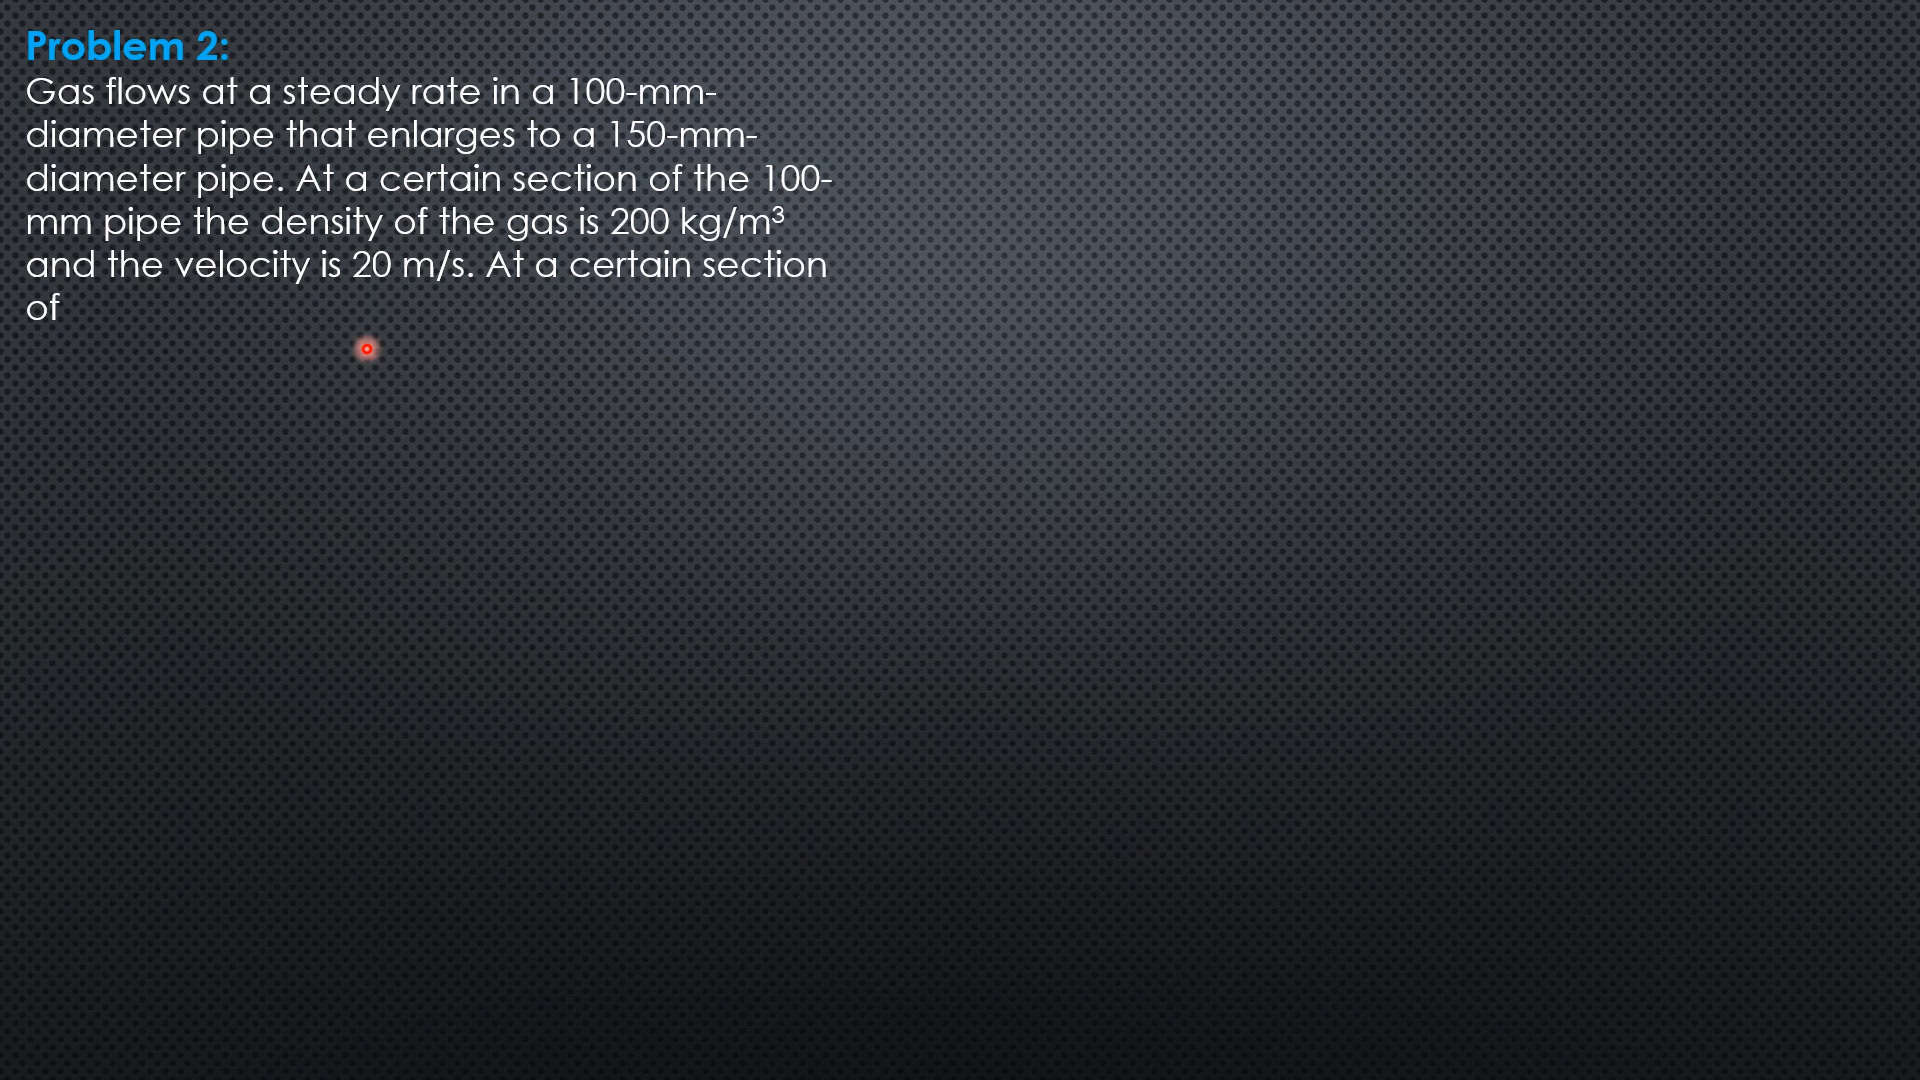 Problem 2:
Gas flows at a steady rate in a 100-mm-
diameter pipe that enlarges to a 150-mm-
diameter pipe. At a certain section of the 100-
mm pipe the density of the gas is 200 kg/m³
and the velocity is 20 m/s. At a certain section
of